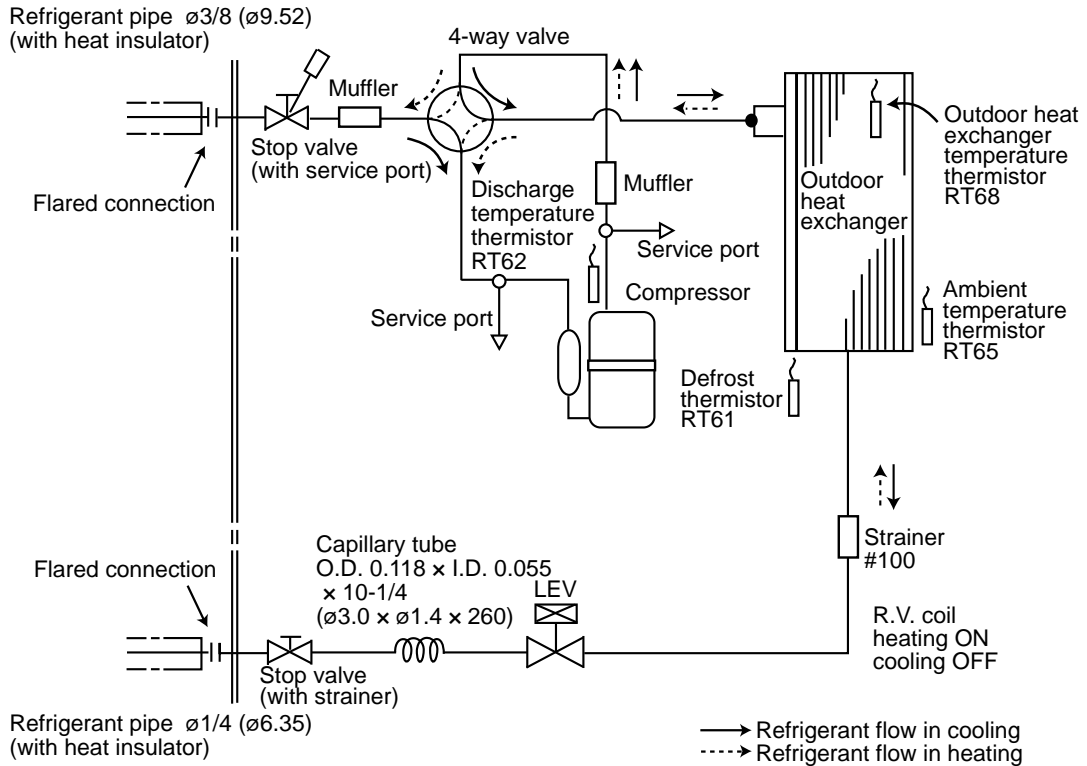 Refrigerant pipe ø3/8 (ø9.52)
(with heat insulator)
4-way valve
Muffler
Stop valve
(with service port)
Flared connection
Outdoor heat
exchanger
temperature
thermistor
RT68
Outdoor
heat
exchanger
Muffler
Discharge
temperature
thermistor
RT62
Service port
Service port
Compressor
Ambient
temperature
thermistor
RT65
Defrost
thermistor
RT61
Strainer
#100
Capillary tube
O.D. 0.118 × I.D. 0.055
× 10-1/4
(ø3.0 × ø1.4 × 260)
LEV
Flared connection
R.V. coil
heating ON
cooling OFF
Stop valve
(with strainer)
Refrigerant pipe ø1/4 (ø6.35)
(with heat insulator)
Refrigerant flow in cooling
Refrigerant flow in heating